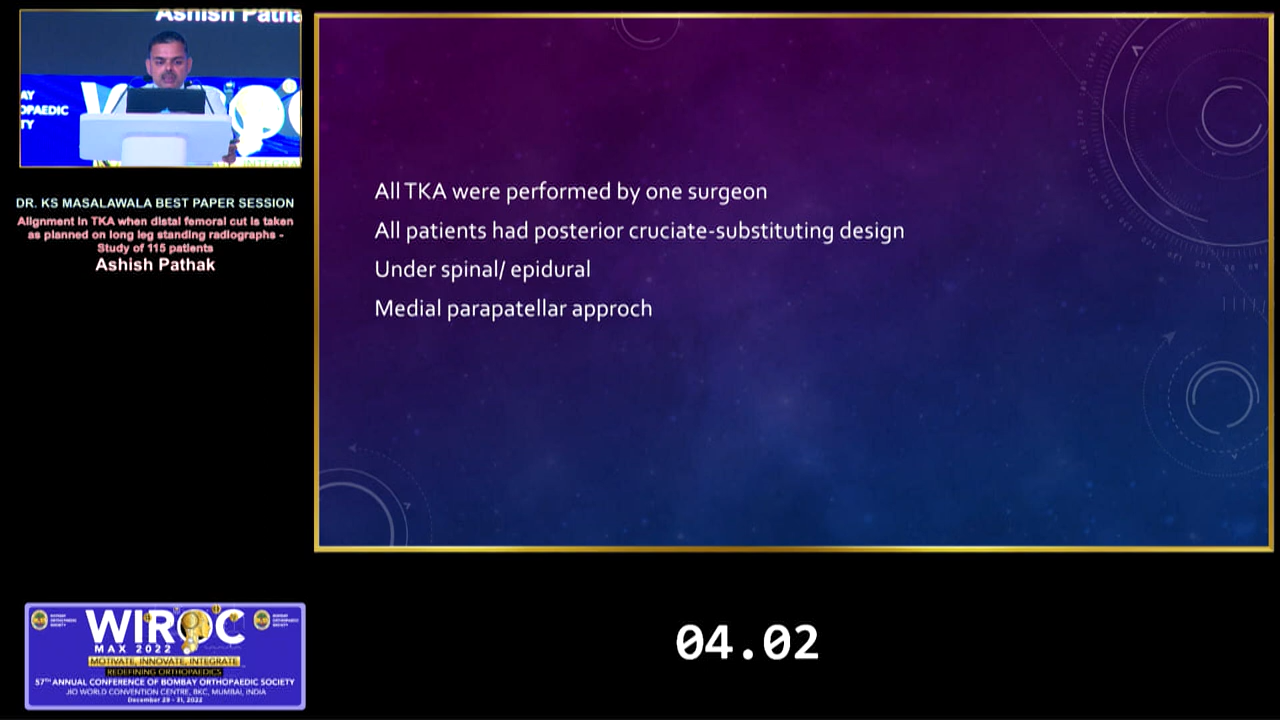 Ashish Patha
AY
OPAEDIC
TY
DR. KS MASALAWALA BEST PAPER SESSION
Alignment in TKA when distal femoral cut is taken
as planned on long leg standing radiographs -
Study of 115 patients
Ashish Pathak
All TKA were performed by one surgeon
All patients had posterior cruciate-substituting design
Under spinal/ epidural
Medial parapatellar approch
WIROC
MAX 2022
MOTIVATE, INNOVATE, INTEGRATE
REDEFINING ORTHOPAEDICS
57TH ANNUAL CONFERENCE OF BOMBAY ORTHOPAEDIC SOCIETY
JIO WORLD CONVENTION CENTRE, BKC, MUMBAI, INDIA
December 29 - 31, 2022
04.02